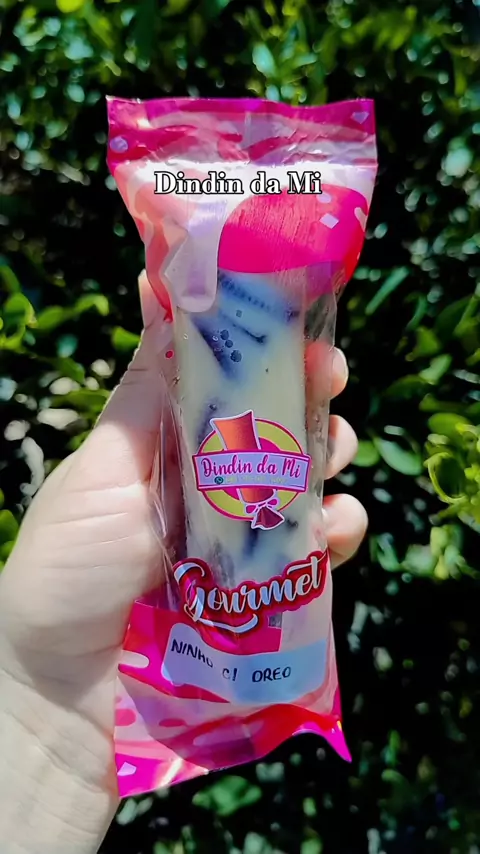 Dindin da Mi
Dindin da Mi
Gourmet
NINHO C/ OREO